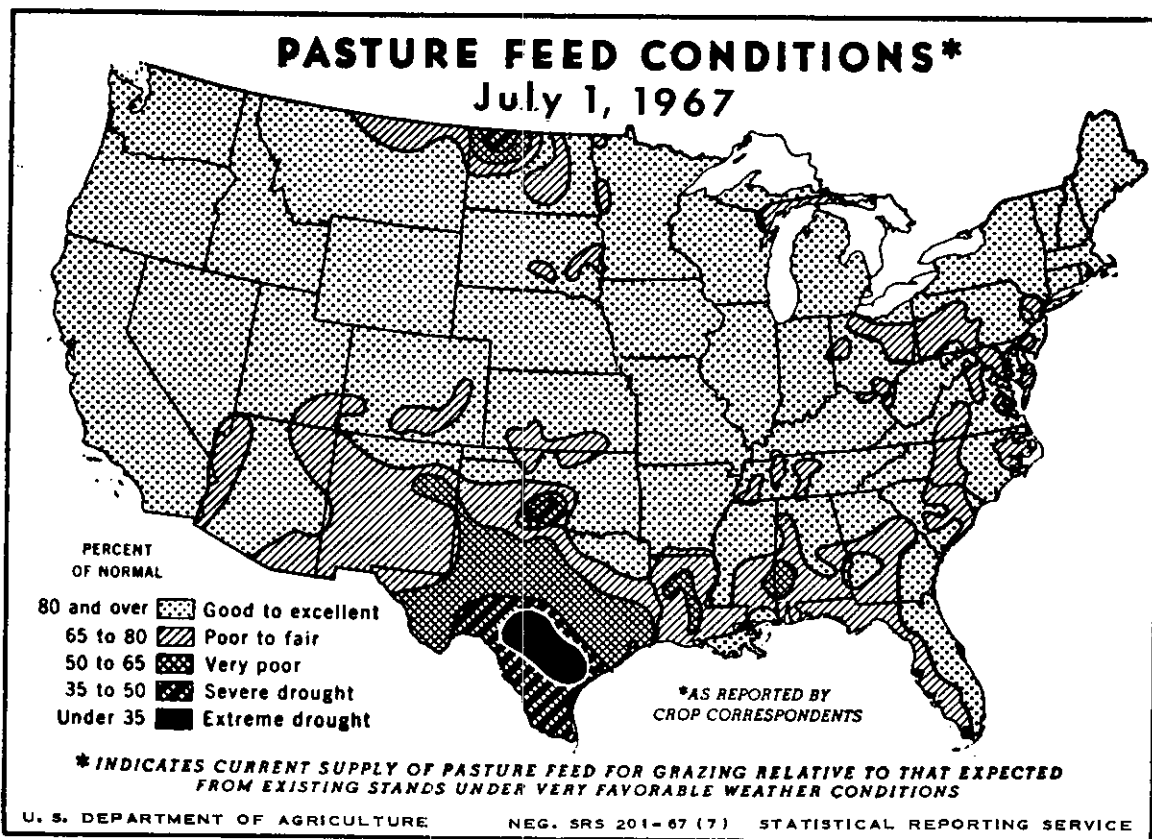 PASTURE FEED CONDITIONS*
July 1, 1967
PERCENT
OF NORMAL
80 and over Good to excellent
65 to 80 Poor to fair
50 to 65 Very poor
35 to 50 Severe drought
Under 35 Extreme drought
*AS REPORTED BY
CROP CORRESPONDENTS
* INDICATES CURRENT SUPPLY OF PASTURE FEED FOR GRAZING RELATIVE TO THAT EXPECTED
FROM EXISTING STANDS UNDER VERY FAVORABLE WEATHER CONDITIONS
U. S. DEPARTMENT OF AGRICULTURE NEG. SRS 201-67 (7) STATISTICAL REPORTING SERVICE